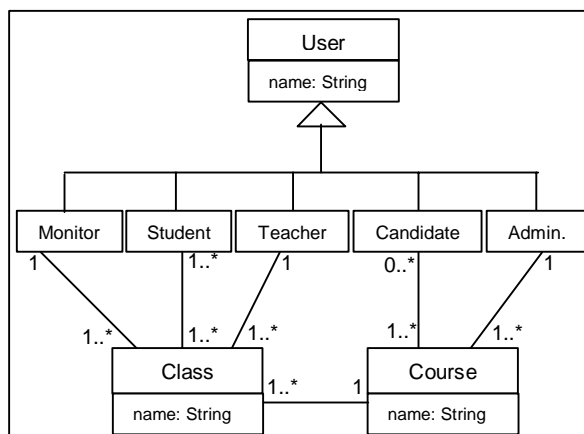 User
name: String
Monitor Student Teacher Candidate Admin.
1 1..* 1 0..* 1
1..* 1..* 1..* 1..* 1..*
Class Course
1..* 1
name: String name: String